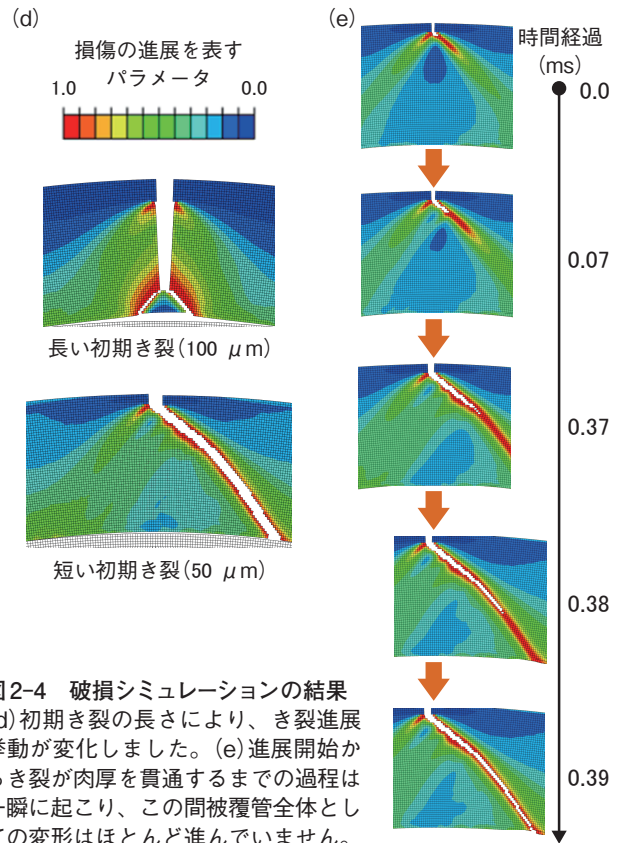 (d)
損傷の進展を表す
パラメータ
1.0 0.0
長い初期き裂(100 μm)
短い初期き裂(50 μm)
(e)
時間経過
(ms)
0.0
0.07
0.37
0.38
0.39
図2-4 破損シミュレーションの結果
d)初期き裂の長さにより、き裂進展
挙動が変化しました。(e)進展開始か
らき裂が肉厚を貫通するまでの過程は
一瞬に起こり、この間被覆管全体とし
ての変形はほとんど進んでいません。